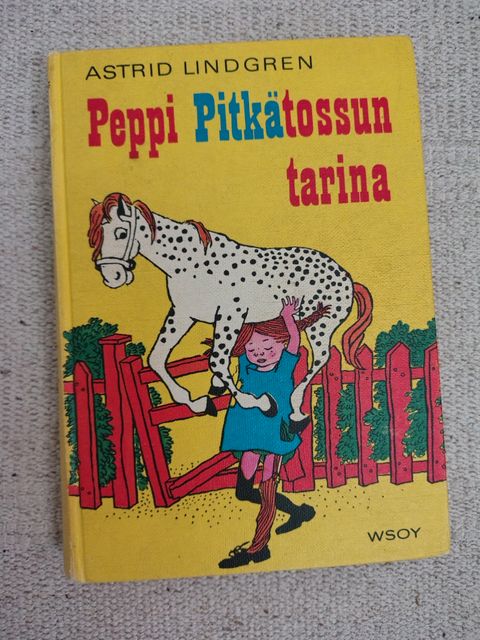 ASTRID LINDGREN
Peppi Pitkätossun
tarina
WSOY